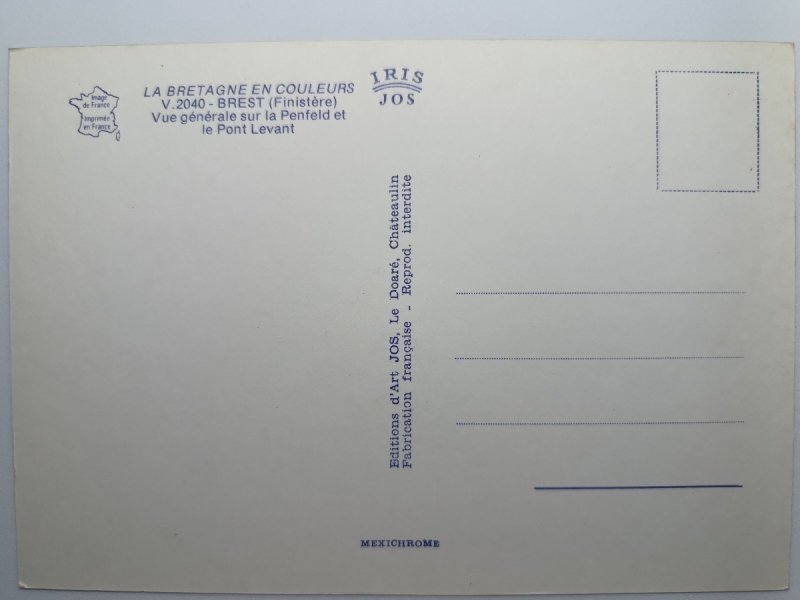 Image
de France
Imprimée
en France
LA BRETAGNE EN COULEURS
V.2040 - BREST (Finistère)
Vue générale sur la Penfeld et
le Pont Levant
IRIS
JOS
Editions d'Art JOS, Le Doaré, Châteaulin
Fabrication française - Reprod. interdite
MEXICHROME